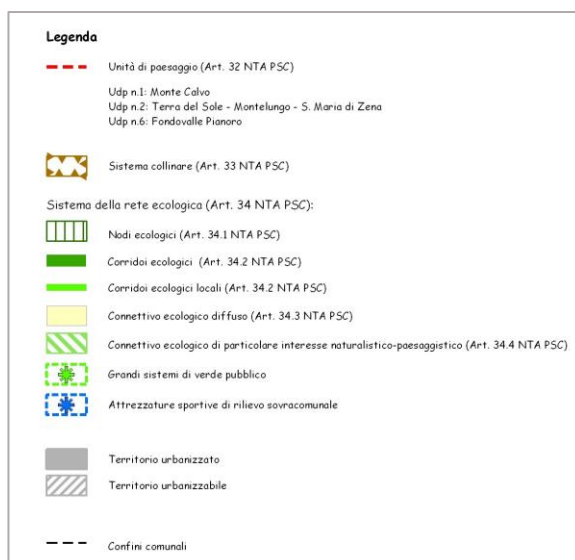 Legenda
Unità di paesaggio (Art. 32 NTA PSC)
Udp n.1: Monte Calvo
Udp n.2: Terra del Sole - Montelungo - S. Maria di Zena
Udp n.6: Fondovalle Pianoro
Sistema collinare (Art. 33 NTA PSC)
Sistema della rete ecologica (Art. 34 NTA PSC):
Nodi ecologici (Art. 34.1 NTA PSC)
Corridoi ecologici (Art. 34.2 NTA PSC)
Corridoi ecologici locali (Art. 34.2 NTA PSC)
Connettivo ecologico diffuso (Art. 34.3 NTA PSC)
Connettivo ecologico di particolare interesse naturalistico-paesaggistico (Art. 34.4 NTA PSC)
Grandi sistemi di verde pubblico
Attrezzature sportive di rilievo sovracomunale
Territorio urbanizzato
Territorio urbanizzabile
Confini comunali